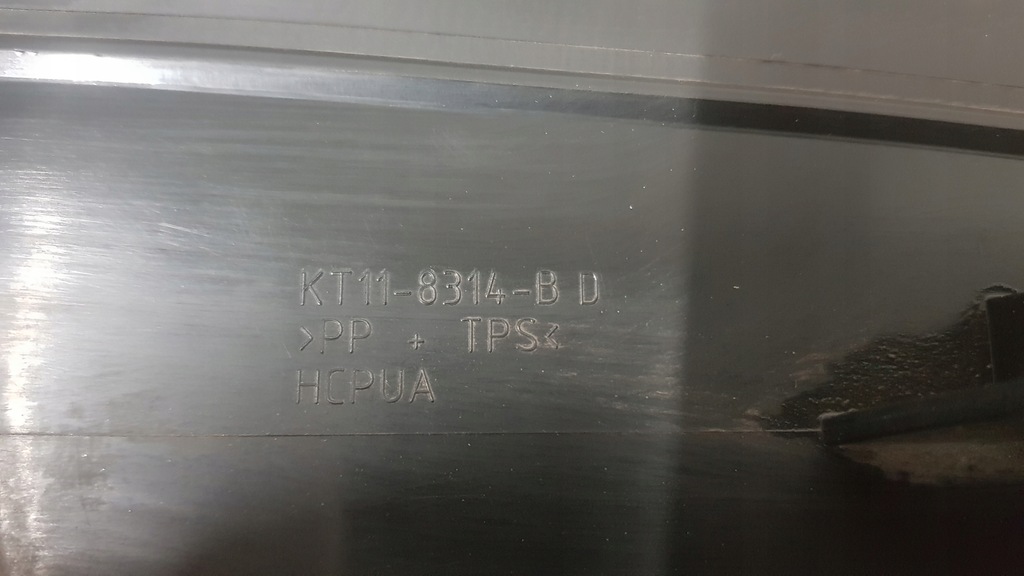 KT11-8314-B D
>PP + TPS<
HCPUA